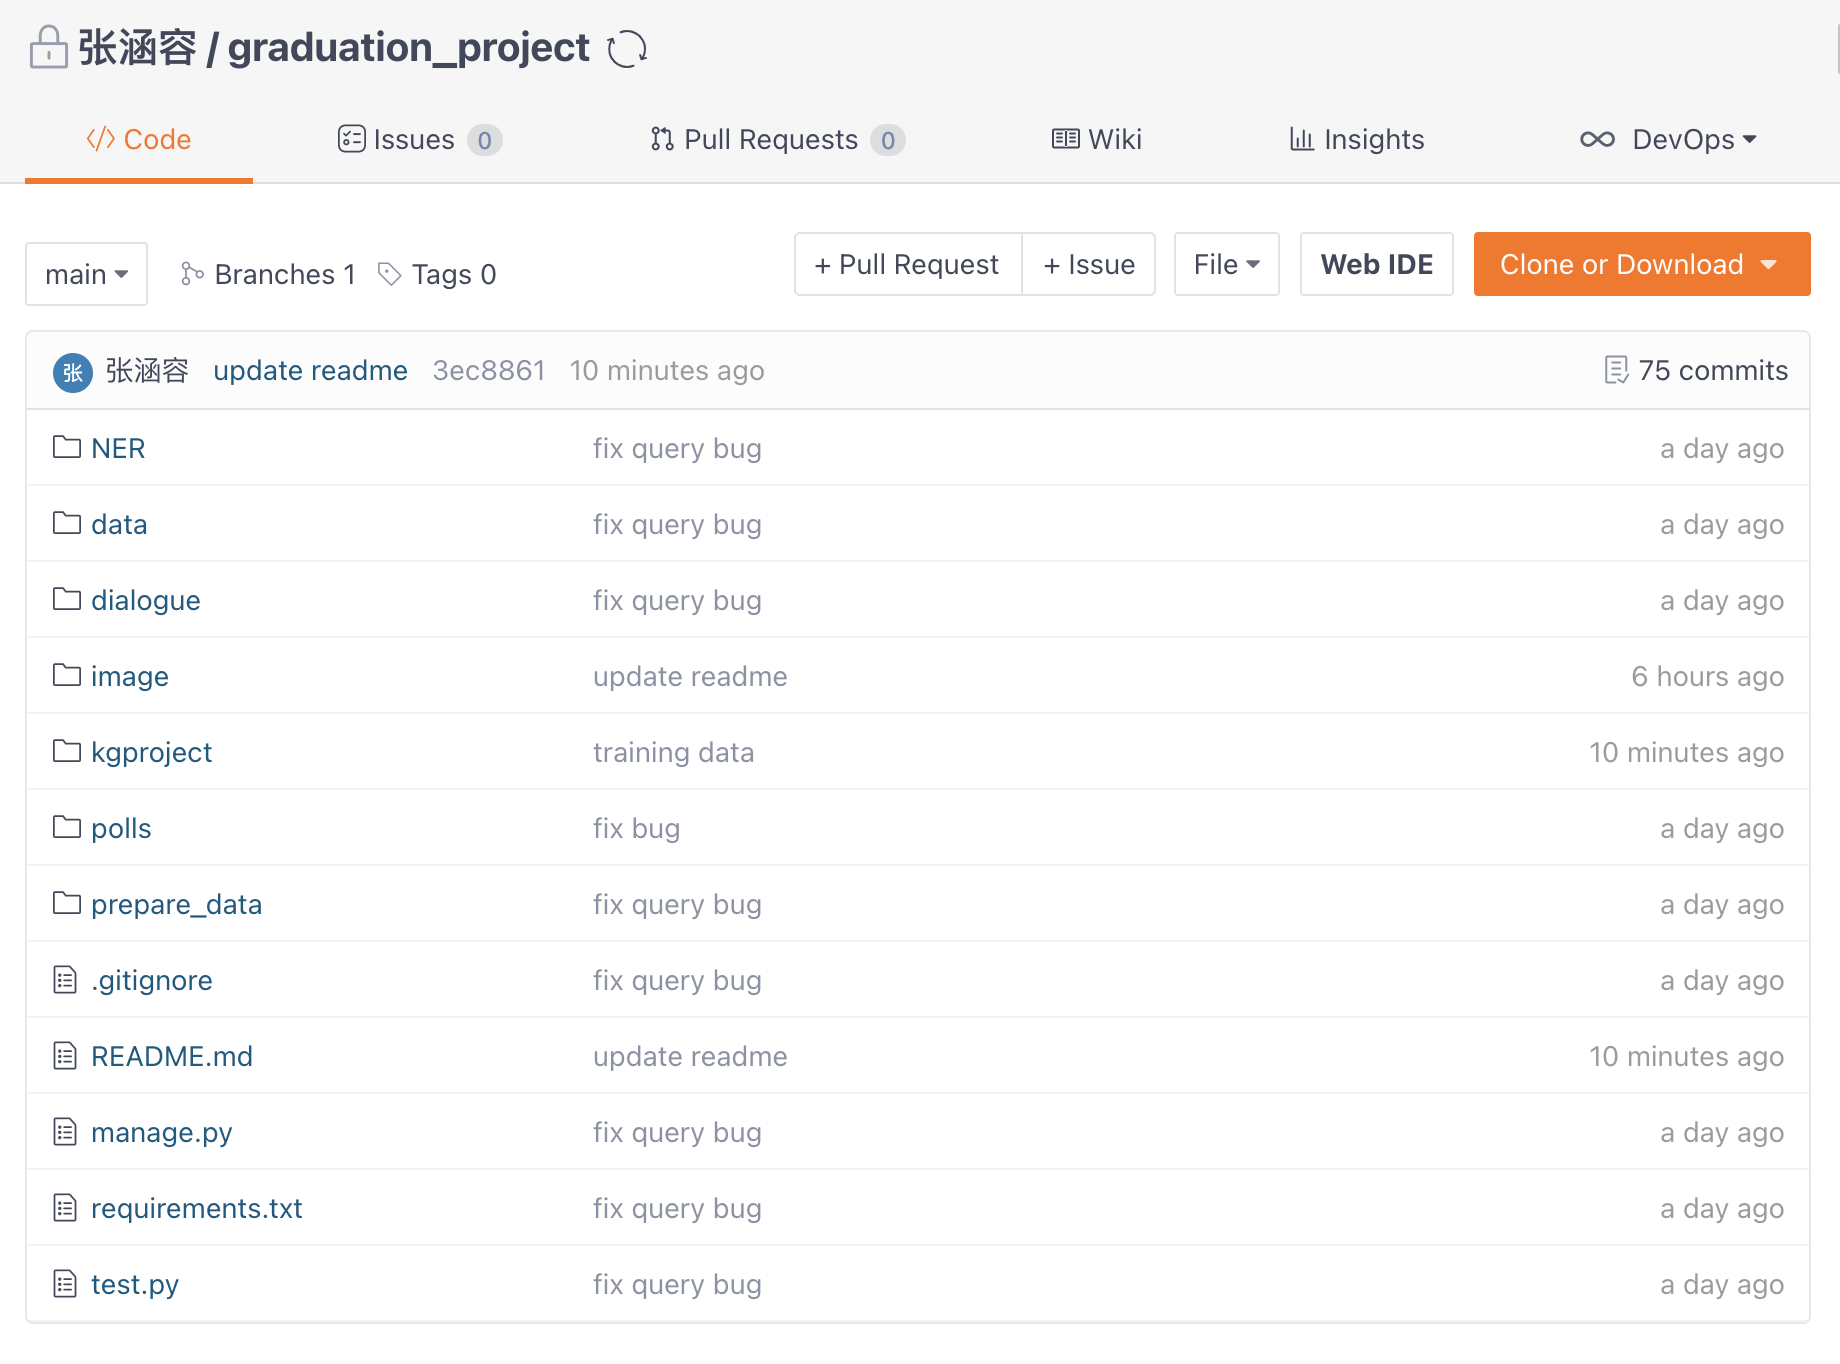 张涵容 / graduation_project
Code Issues 0 Pull Requests 0 Wiki Insights DevOps
main Branches 1 Tags 0 + Pull Request + Issue File Web IDE Clone or Download
张 张涵容 update readme 3ec8861 10 minutes ago 75 commits
NER fix query bug a day ago
data fix query bug a day ago
dialogue fix query bug a day ago
image update readme 6 hours ago
kgproject training data 10 minutes ago
polls fix bug a day ago
prepare_data fix query bug a day ago
.gitignore fix query bug a day ago
README.md update readme 10 minutes ago
manage.py fix query bug a day ago
requirements.txt fix query bug a day ago
test.py fix query bug a day ago